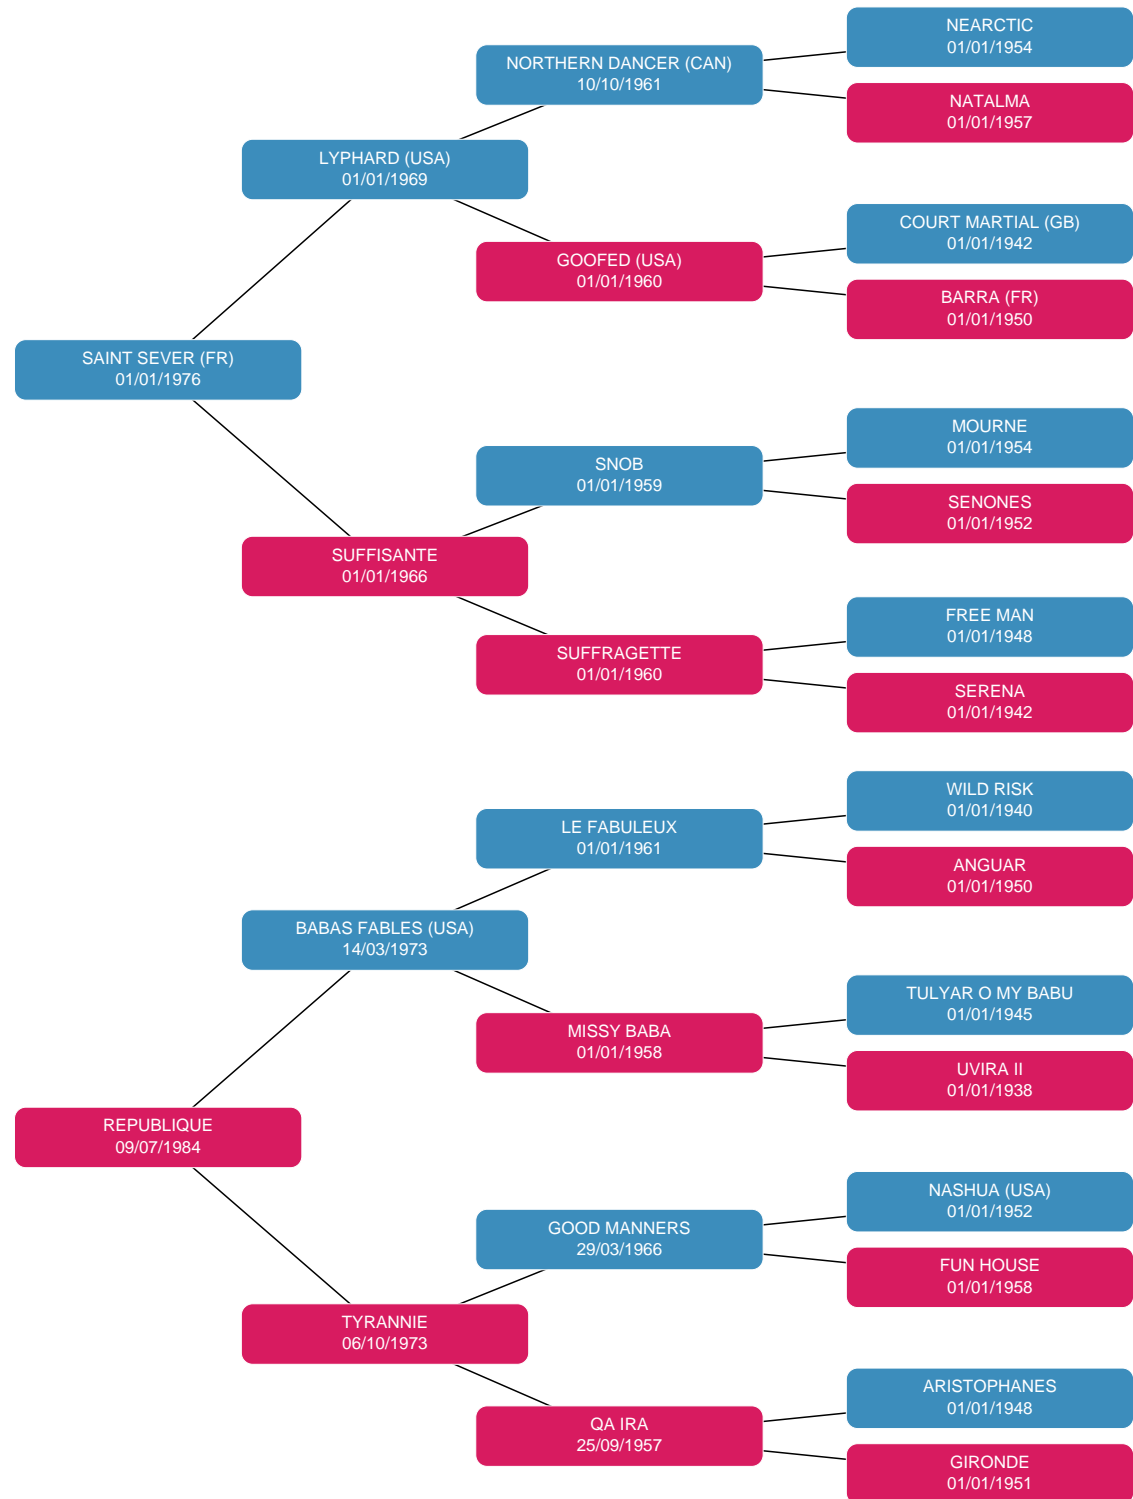 NEARCTIC
01/01/1954
NORTHERN DANCER (CAN)
10/10/1961
NATALMA
01/01/1957
LYPHARD (USA)
01/01/1969
COURT MARTIAL (GB)
01/01/1942
GOOFED (USA)
01/01/1960
BARRA (FR)
01/01/1950
SAINT SEVER (FR)
01/01/1976
MOURNE
01/01/1954
SNOB
01/01/1959
SENONES
01/01/1952
SUFFISANTE
01/01/1966
FREE MAN
01/01/1948
SUFFRAGETTE
01/01/1960
SERENA
01/01/1942
WILD RISK
01/01/1940
LE FABULEUX
01/01/1961
ANGUAR
01/01/1950
BABAS FABLES (USA)
14/03/1973
TULYAR O MY BABU
01/01/1945
MISSY BABA
01/01/1958
UVIRA II
01/01/1938
REPUBLIQUE
09/07/1984
NASHUA (USA)
01/01/1952
GOOD MANNERS
29/03/1966
FUN HOUSE
01/01/1958
TYRANNIE
06/10/1973
ARISTOPHANES
01/01/1948
QA IRA
25/09/1957
GIRONDE
01/01/1951